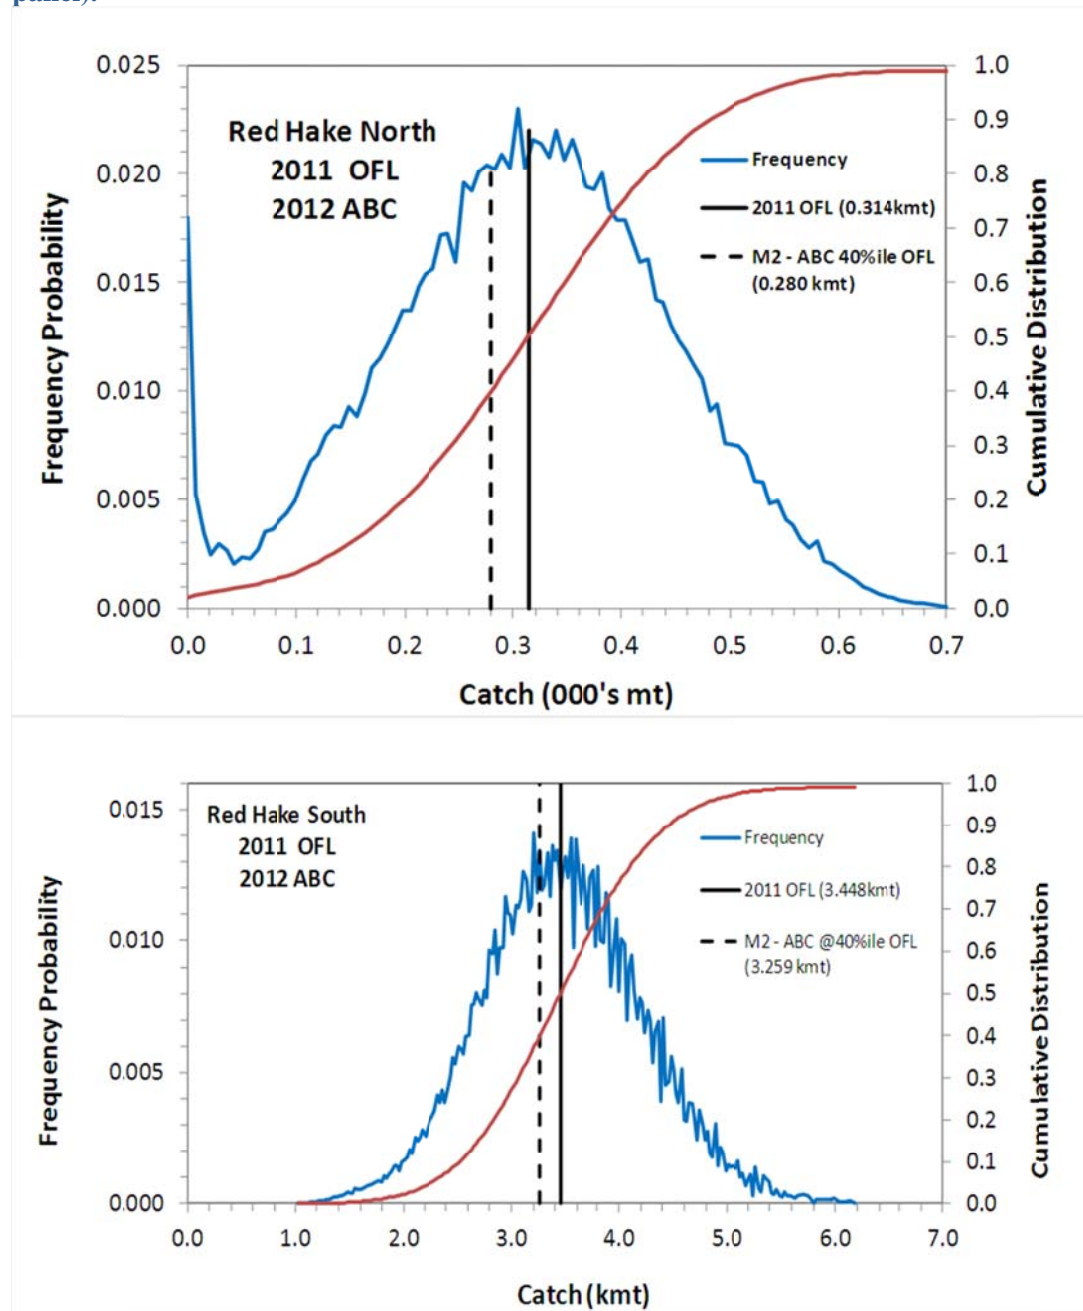 panel).
0.025
0.020
0.015
0.010
0.005
0.000
Frequency Probability
Red Hake North
2011 OFL
2012 ABC
Frequency
2011 OFL (0.314kmt)
M2 - ABC 40%ile OFL
(0.280 kmt)
1.0
0.9
0.8
0.7
0.6
0.5
0.4
0.3
0.2
0.1
0.0
Cumulative Distribution
0.0 0.1 0.2 0.3 0.4 0.5 0.6 0.7
Catch (000's mt)
0.015
0.010
0.005
0.000
Frequency Probability
Red Hake South
2011 OFL
2012 ABC
Frequency
2011 OFL (3.448kmt)
M2 - ABC @40%ile OFL
(3.259 kmt)
1.0
0.9
0.8
0.7
0.6
0.5
0.4
0.3
0.2
0.1
0.0
Cumulative Distribution
0.0 1.0 2.0 3.0 4.0 5.0 6.0 7.0
Catch (kmt)